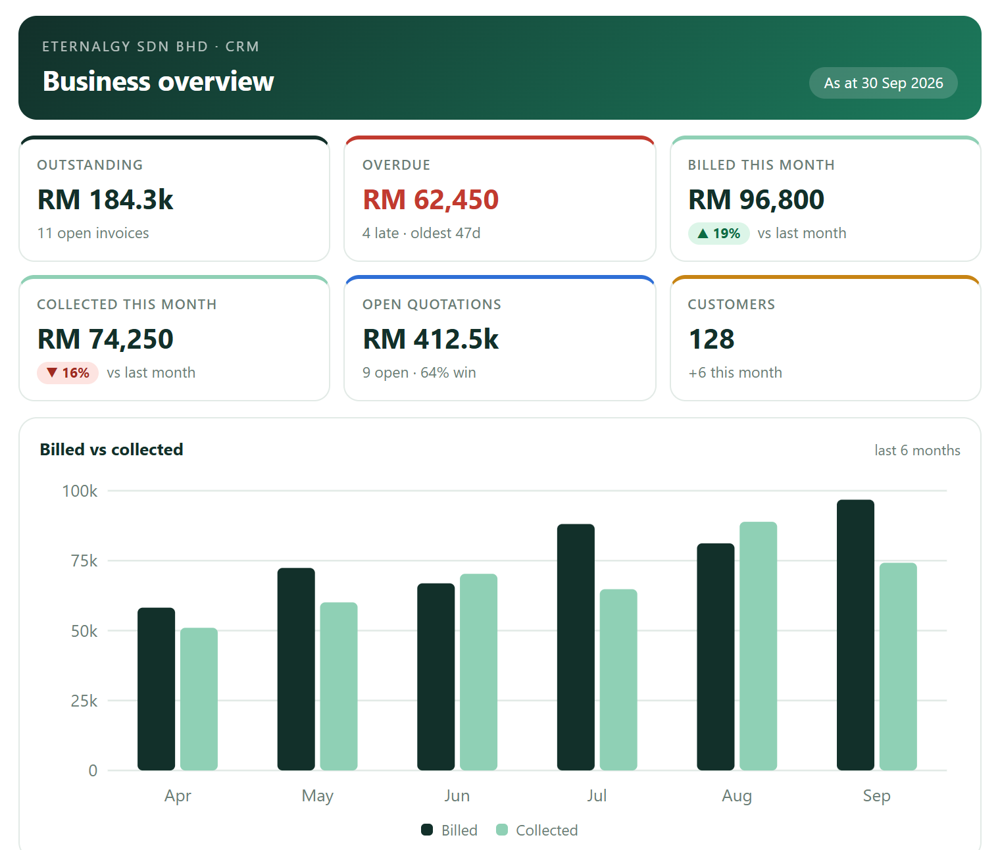 ETERNALGY SDN BHD · CRM
Business overview
As at 30 Sep 2026
OUTSTANDING
RM 184.3k
11 open invoices
OVERDUE
RM 62,450
4 late · oldest 47d
BILLED THIS MONTH
RM 96,800
▲ 19% vs last month
COLLECTED THIS MONTH
RM 74,250
▼ 16% vs last month
OPEN QUOTATIONS
RM 412.5k
9 open · 64% win
CUSTOMERS
128
+6 this month
Billed vs collected
last 6 months
100k
75k
50k
25k
0
Apr May Jun Jul Aug Sep
Billed Collected